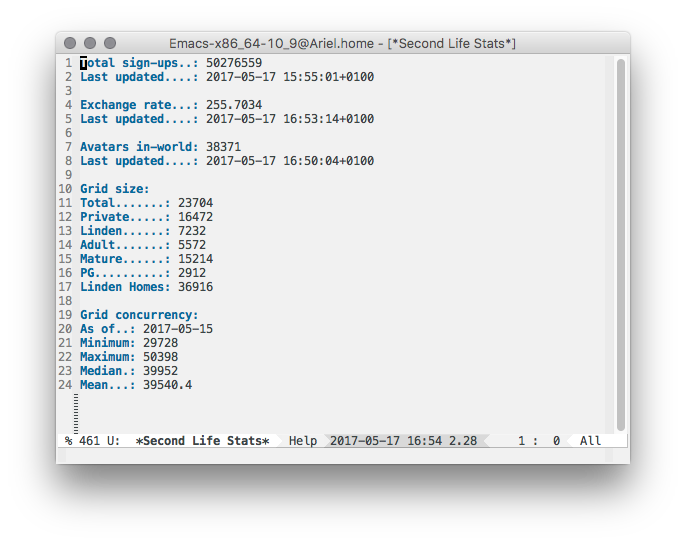 Emacs-x86_64-10_9@Ariel.home - [*Second Life Stats*]
1 Total sign-ups..: 50276559
2 Last updated....: 2017-05-17 15:55:01+0100
3
4 Exchange rate...: 255.7034
5 Last updated....: 2017-05-17 16:53:14+0100
6
7 Avatars in-world: 38371
8 Last updated....: 2017-05-17 16:50:04+0100
9
10 Grid size:
11 Total.......: 23704
12 Private.....: 16472
13 Linden......: 7232
14 Adult.......: 5572
15 Mature......: 15214
16 PG..........: 2912
17 Linden Homes: 36916
18
19 Grid concurrency:
20 As of..: 2017-05-15
21 Minimum: 29728
22 Maximum: 50398
23 Median.: 39952
24 Mean...: 39540.4
% 461 U: *Second Life Stats* Help 2017-05-17 16:54 2.28 1 : 0 All